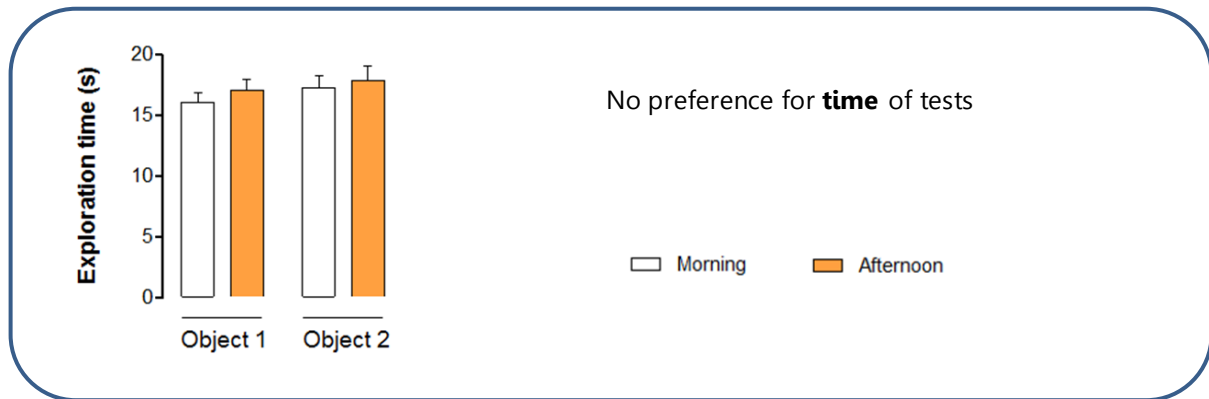 Exploration time (s)
20
15
10
5
0
Object 1
Object 2
No preference for time of tests
Morning
Afternoon